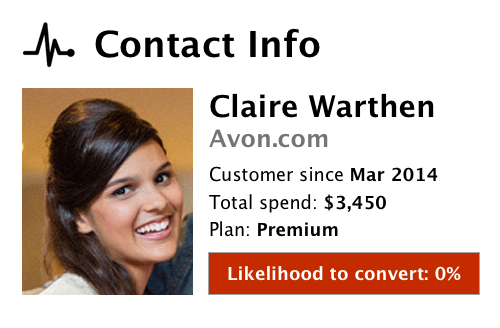 Contact Info
Claire Warthen
Avon.com
Customer since Mar 2014
Total spend: $3,450
Plan: Premium
Likelihood to convert: 0%